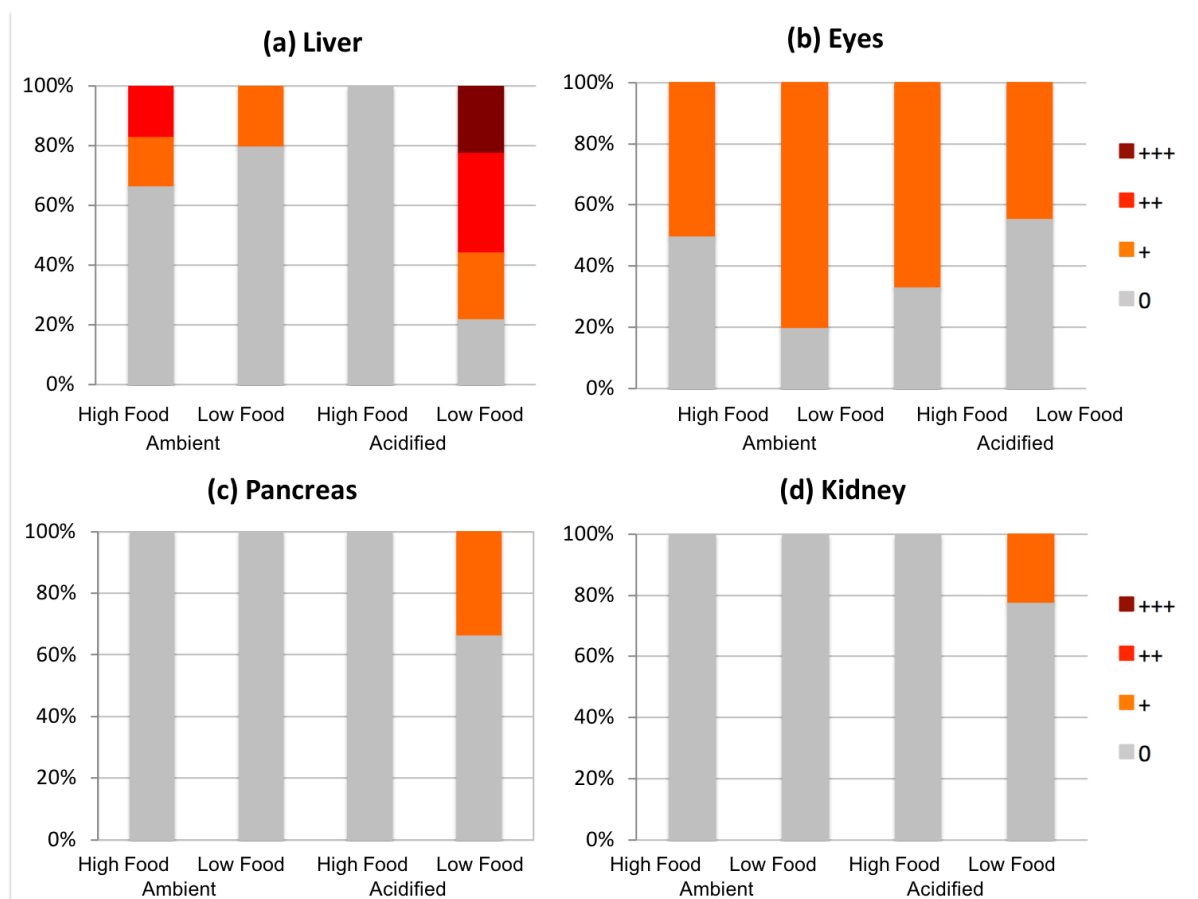 (a) Liver
100%
80%
60%
40%
20%
0%
High Food Low Food High Food Low Food
Ambient Acidified
(b) Eyes
100%
80%
60%
40%
20%
0%
High Food Low Food High Food Low Food
Ambient Acidified
+++
++
+
0
(c) Pancreas
100%
80%
60%
40%
20%
0%
High Food Low Food High Food Low Food
Ambient Acidified
(d) Kidney
100%
80%
60%
40%
20%
0%
High Food Low Food High Food Low Food
Ambient Acidified
+++
++
+
0